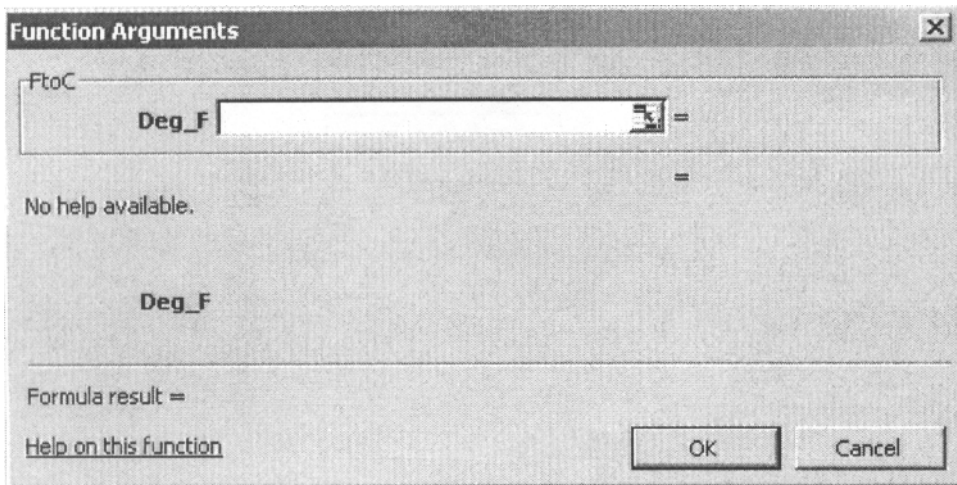 Function Arguments
FtoC
Deg_F =
=
No help available.
Deg_F
Formula result =
Help on this function
OK Cancel